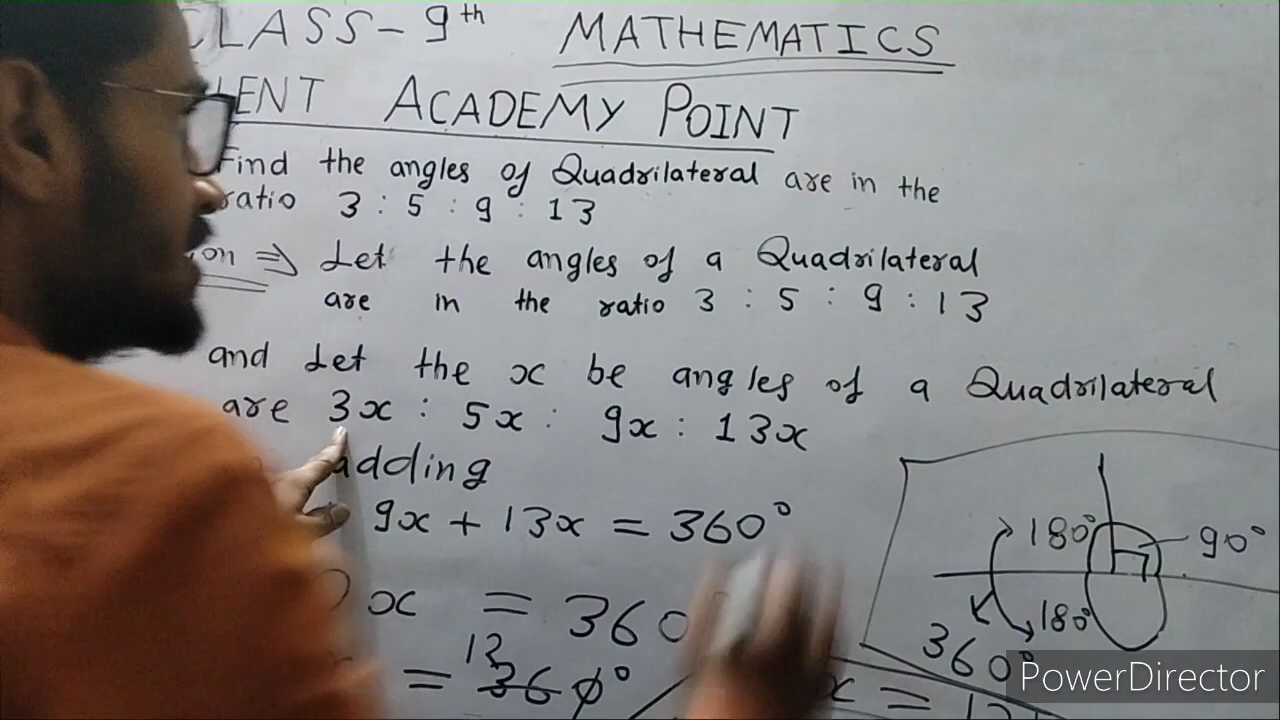 CLASS - 9th MATHEMATICS
ACADEMY POINT
Find the angles of Quadrilateral are in the
ratio 3 : 5 : 9 : 13
⇒ Let the angles of a Quadrilateral
are in the ratio 3 : 5 : 9 : 13
and Let the x be angles of a Quadrilateral
are 3x : 5x : 9x : 13x
adding
9x + 13x = 360°
x = 360
12
= 360°
180°
90°
180°
360°
x = 12
PowerDirector